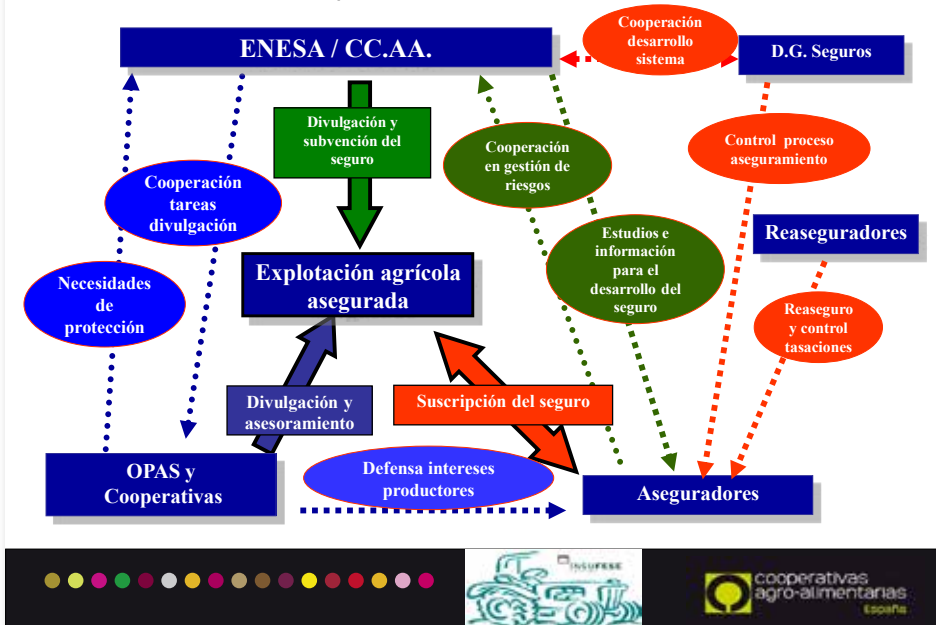 ENESA / CC.AA.
Cooperación
desarrollo
sistema
D.G. Seguros
Divulgación y
subvención del
seguro
Cooperación
en gestión de
riesgos
Control proceso
aseguramiento
Cooperación
tareas
divulgación
Estudios e
información
para el
desarrollo del
seguro
Reaseguradores
Explotación agrícola
asegurada
Necesidades
de
protección
Reaseguro
y control
tasaciones
Divulgación y
asesoramiento
Suscripción del seguro
OPAS y
Cooperativas
Defensa intereses
productores
Aseguradores
INSUFESE
cooperativas
agro-alimentarias
España